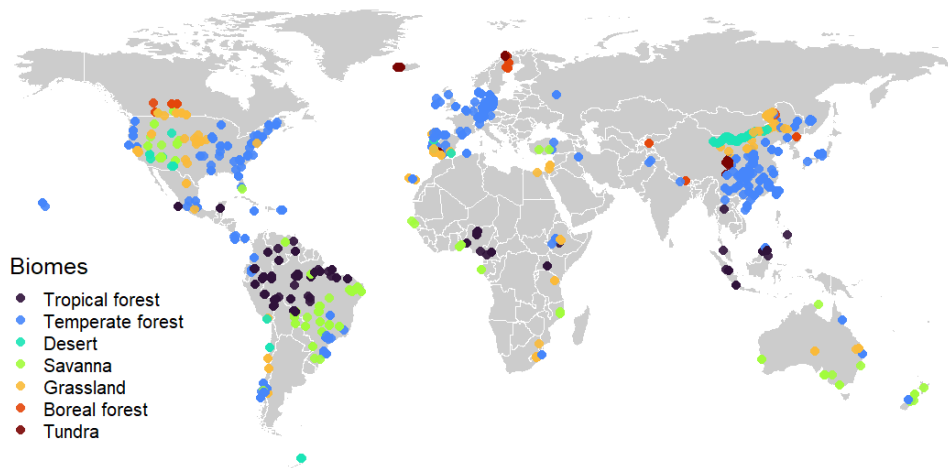 Biomes
Tropical forest
Temperate forest
Desert
Savanna
Grassland
Boreal forest
Tundra